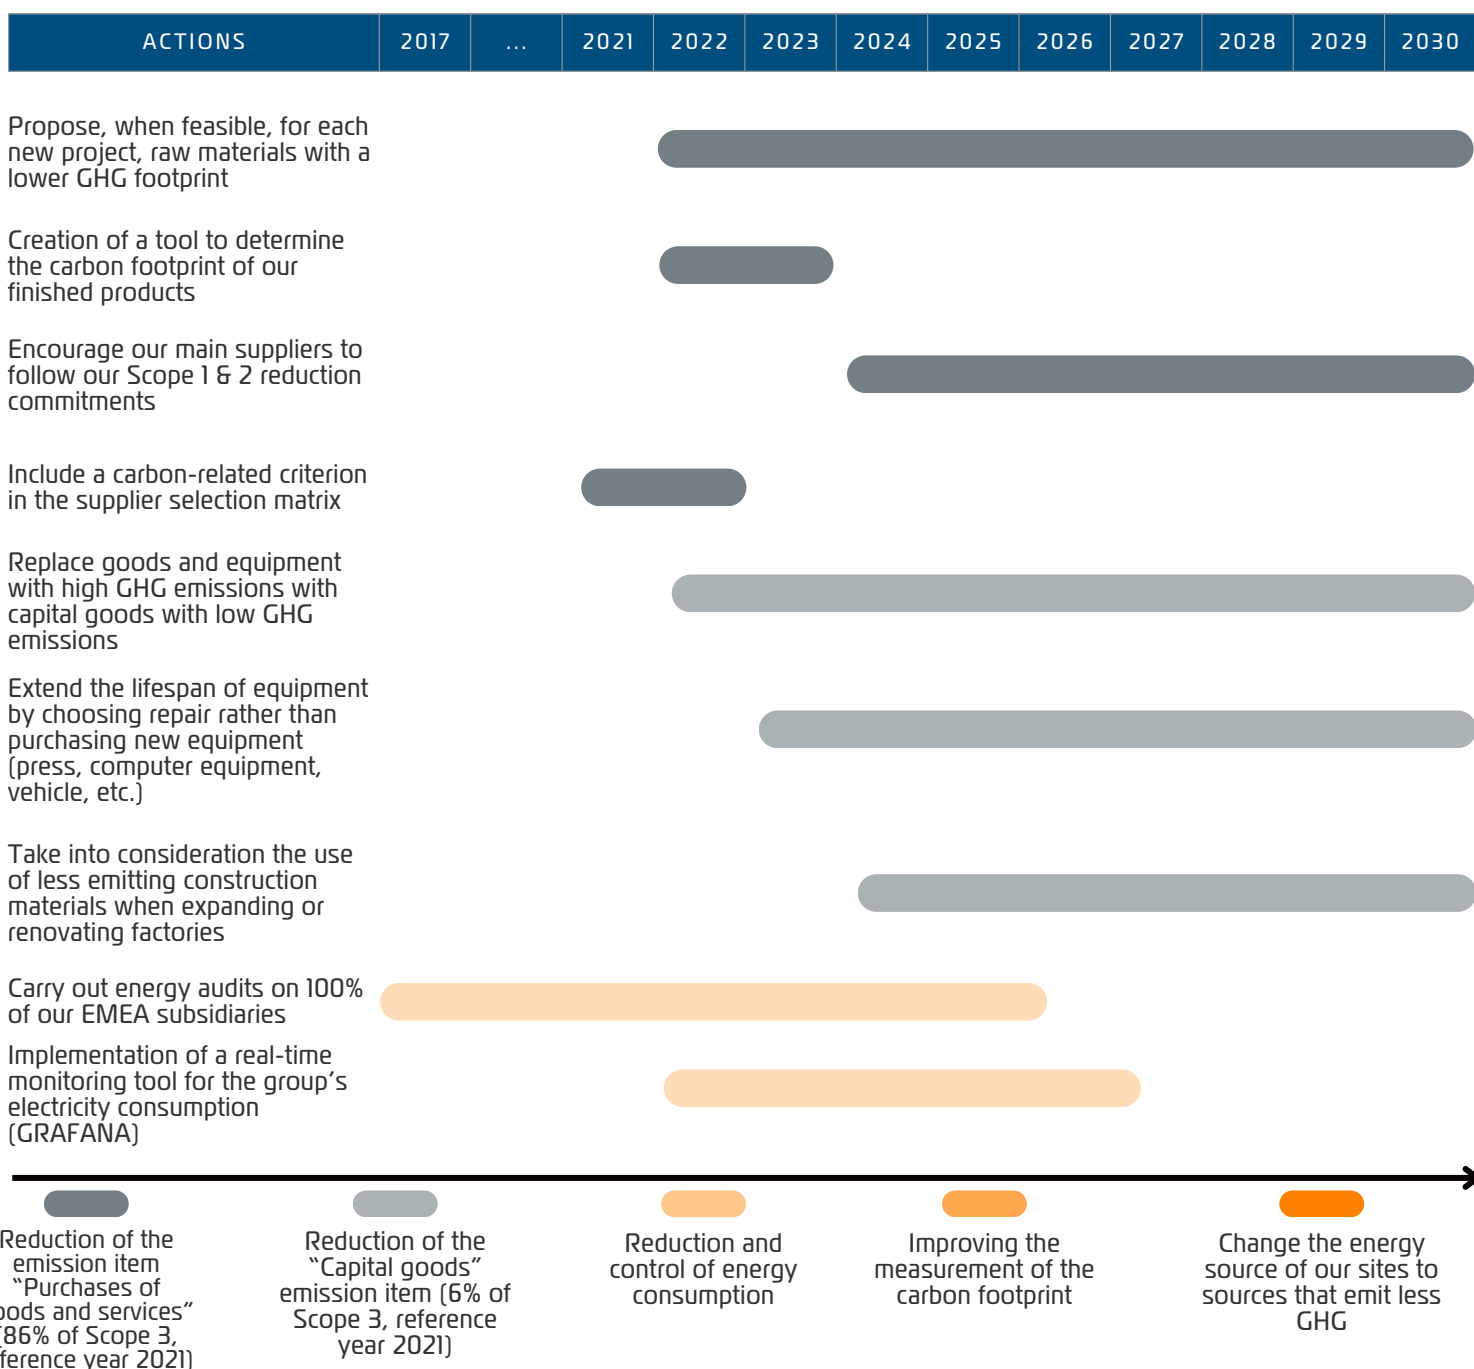 ACTIONS 2017 ... 2021 2022 2023 2024 2025 2026 2027 2028 2029 2030
Propose, when feasible, for each
new project, raw materials with a
lower GHG footprint
Creation of a tool to determine
the carbon footprint of our
finished products
Encourage our main suppliers to
follow our Scope 1 & 2 reduction
commitments
Include a carbon-related criterion
in the supplier selection matrix
Replace goods and equipment
with high GHG emissions with
capital goods with low GHG
emissions
Extend the lifespan of equipment
by choosing repair rather than
purchasing new equipment
(press, computer equipment,
vehicle, etc.)
Take into consideration the use
of less emitting construction
materials when expanding or
renovating factories
Carry out energy audits on 100%
of our EMEA subsidiaries
Implementation of a real-time
monitoring tool for the group's
electricity consumption
(GRAFANA)
Reduction of the
emission item
"Purchases of
oods and services"
(86% of Scope 3,
ference year 2021)
Reduction of the
"Capital goods"
emission item (6% of
Scope 3, reference
year 2021)
Reduction and
control of energy
consumption
Improving the
measurement of the
carbon footprint
Change the energy
source of our sites to
sources that emit less
GHG